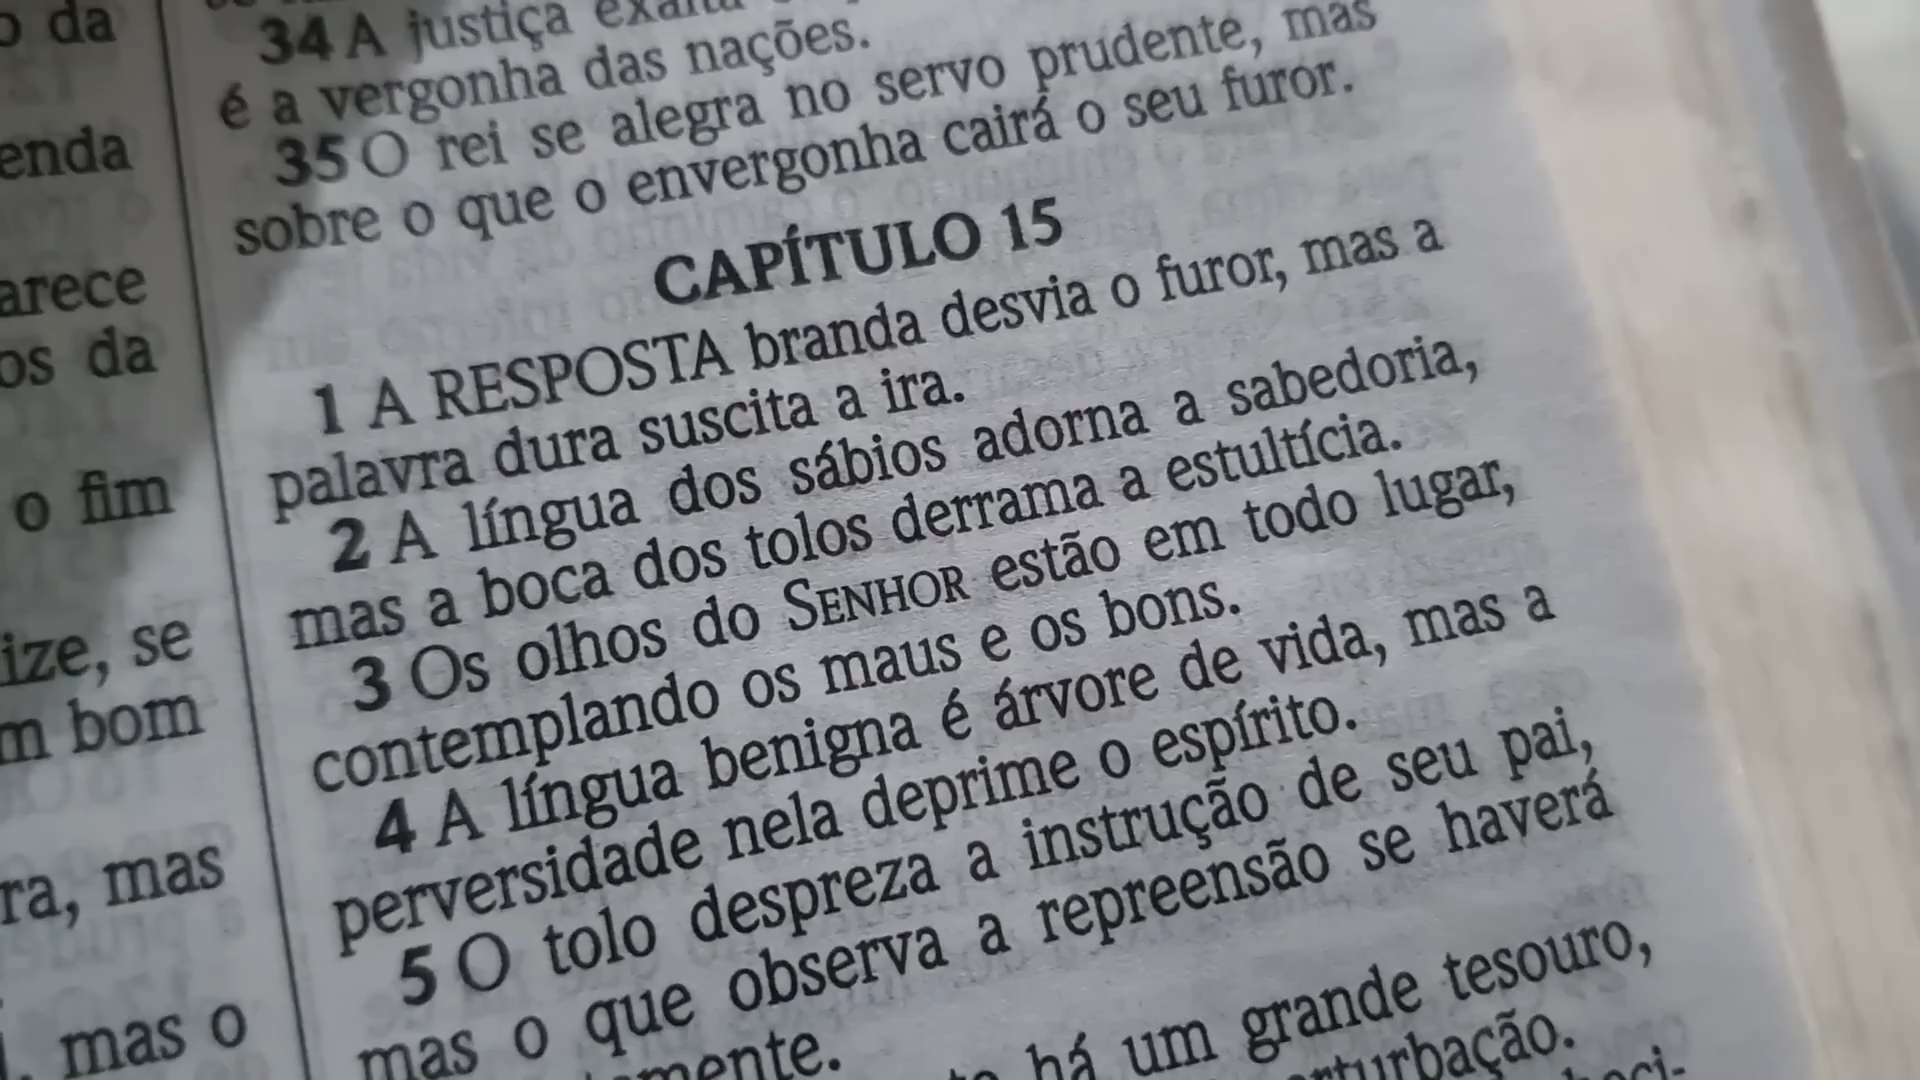 o da
enda
arece
os da
o fim
ize, se
m bom
ra, mas
mas o
34 A justiça
é a vergonha das nações.
35 O rei se alegra no servo prudente, mas
sobre o que o envergonha cairá o seu furor.
CAPÍTULO 15
1 A RESPOSTA branda desvia o furor, mas a
palavra dura suscita a ira.
2 A língua dos sábios adorna a sabedoria,
mas a boca dos tolos derrama a estultícia.
3 Os olhos do SENHOR estão em todo lugar,
contemplando os maus e os bons.
4 A língua benigna é árvore de vida, mas a
perversidade nela deprime o espírito.
5 O tolo despreza a instrução de seu pai,
mas o que observa a repreensão se haverá
há um grande tesouro,